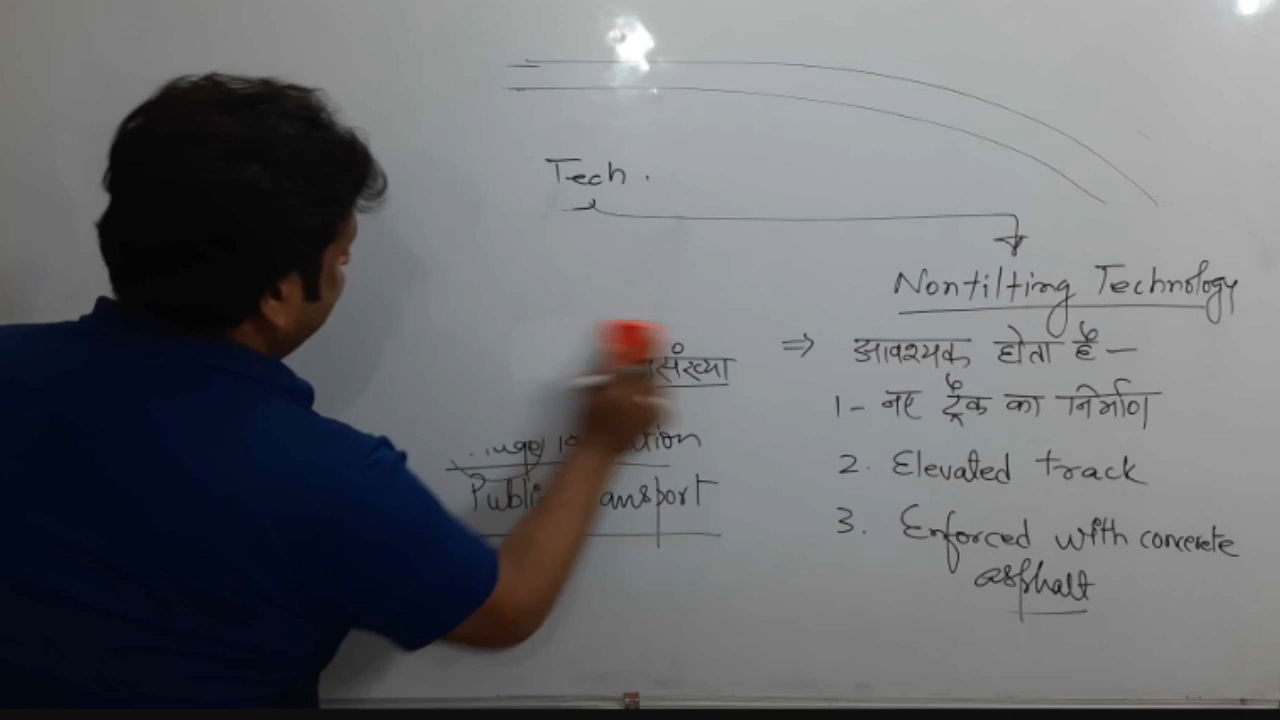 Tech.
Nontilting Technology
⇒ आवश्यक होता है –
संख्या
1 - नए ट्रैक का निर्माण
2. Elevated track
Public
3. Enforced with concrete
asphalt